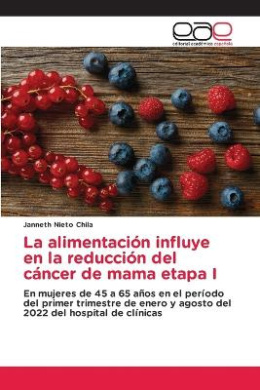 eae
editorial académica española
Janneth Nieto Chila
La alimentación influye
en la reducción del
cáncer de mama etapa I
En mujeres de 45 a 65 años en el período
del primer trimestre de enero y agosto del
2022 del hospital de clínicas